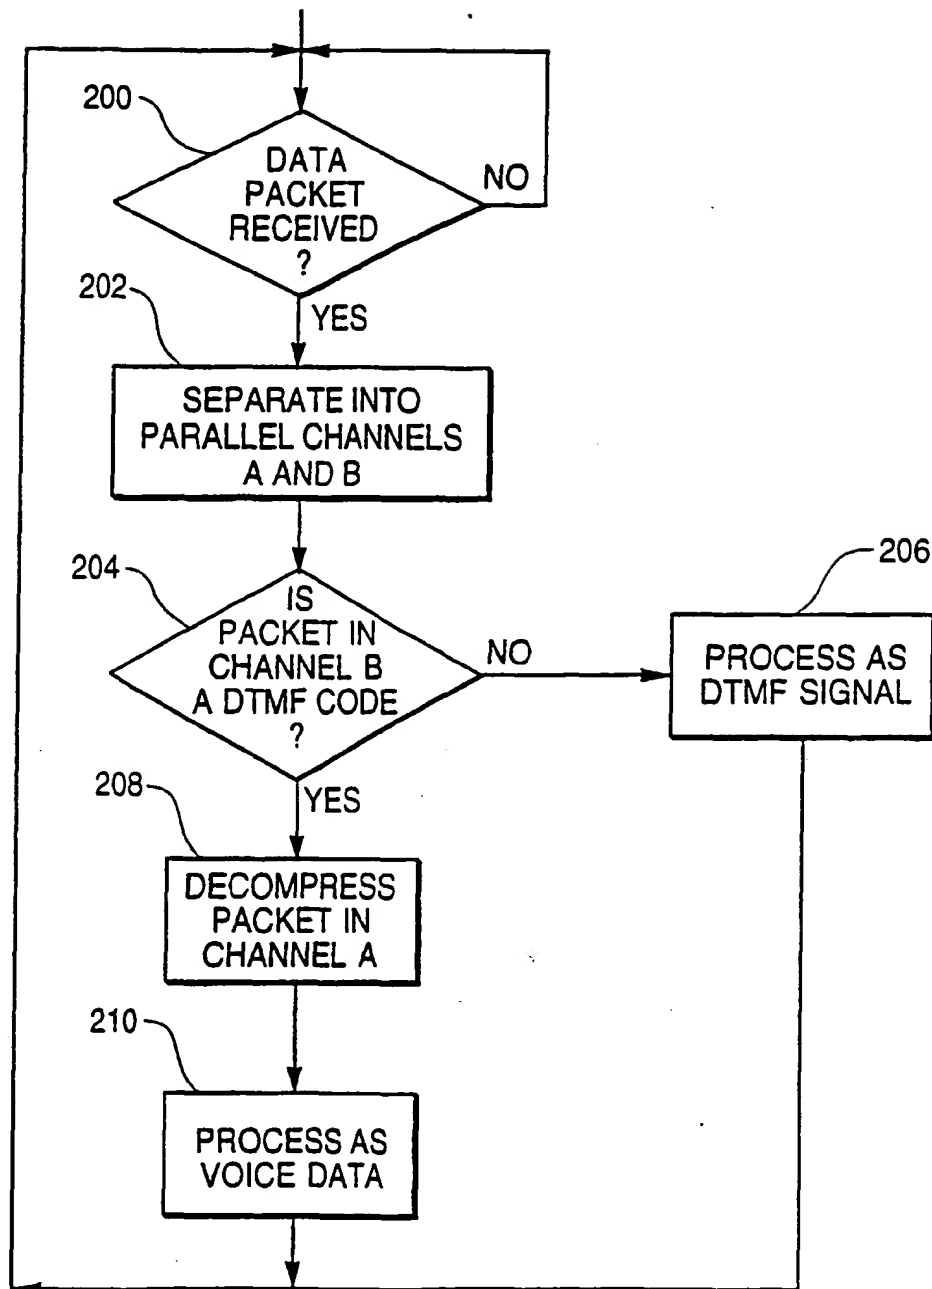 200
DATA
PACKET
RECEIVED
?
NO
202
YES
SEPARATE INTO
PARALLEL CHANNELS
A AND B
204
IS
PACKET IN
CHANNEL B
A DTMF CODE
?
NO
206
PROCESS AS
DTMF SIGNAL
208
YES
DECOMPRESS
PACKET IN
CHANNEL A
210
PROCESS AS
VOICE DATA